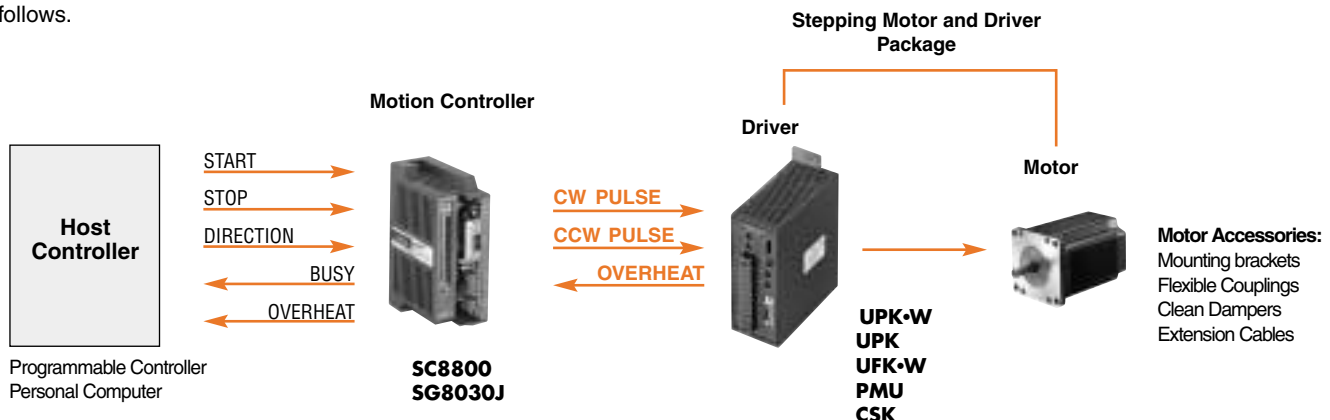 follows.
Stepping Motor and Driver
Package
Motion Controller
Driver
Motor
Host
Controller
START
STOP
DIRECTION
BUSY
OVERHEAT
CW PULSE
CCW PULSE
OVERHEAT
Motor Accessories:
Mounting brackets
Flexible Couplings
Clean Dampers
Extension Cables
Programmable Controller
Personal Computer
SC8800
SG8030J
UPK•W
UPK
UFK•W
PMU
CSK